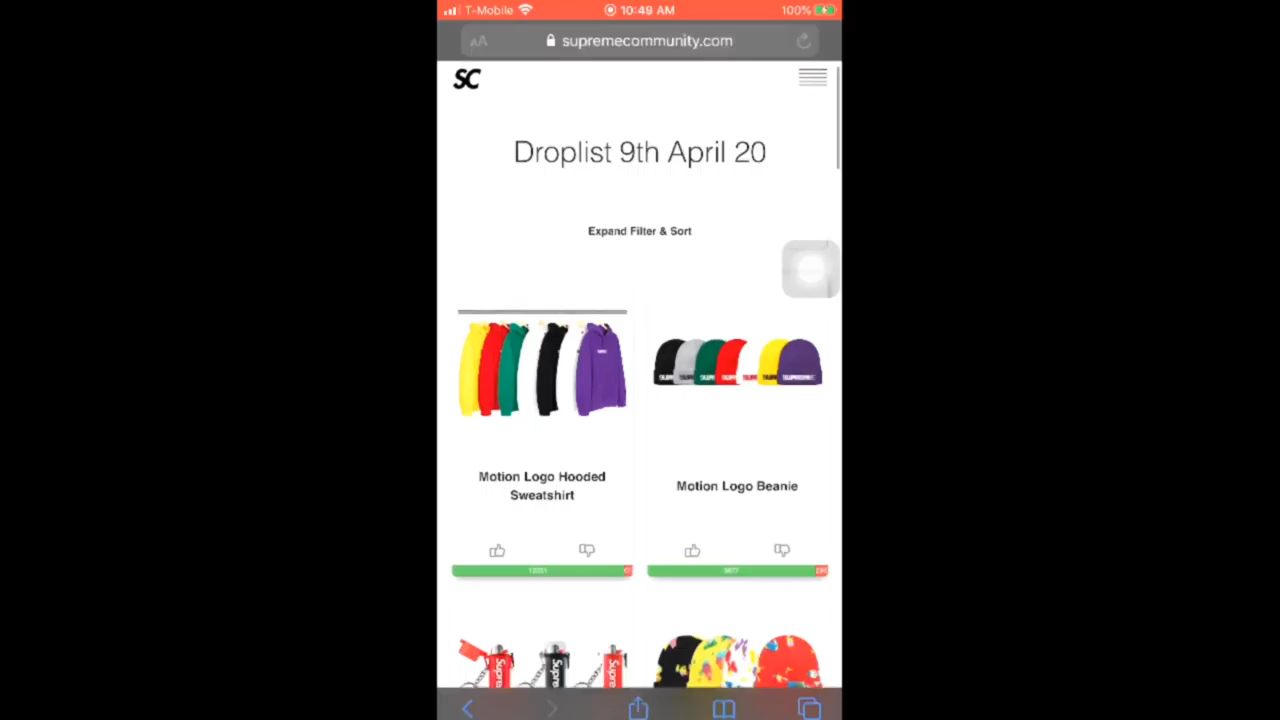 T-Mobile 10:49 AM 100%
AA supremecommunity.com
SC
Droplist 9th April 20
Expand Filter & Sort
Motion Logo Hooded
Sweatshirt
Motion Logo Beanie